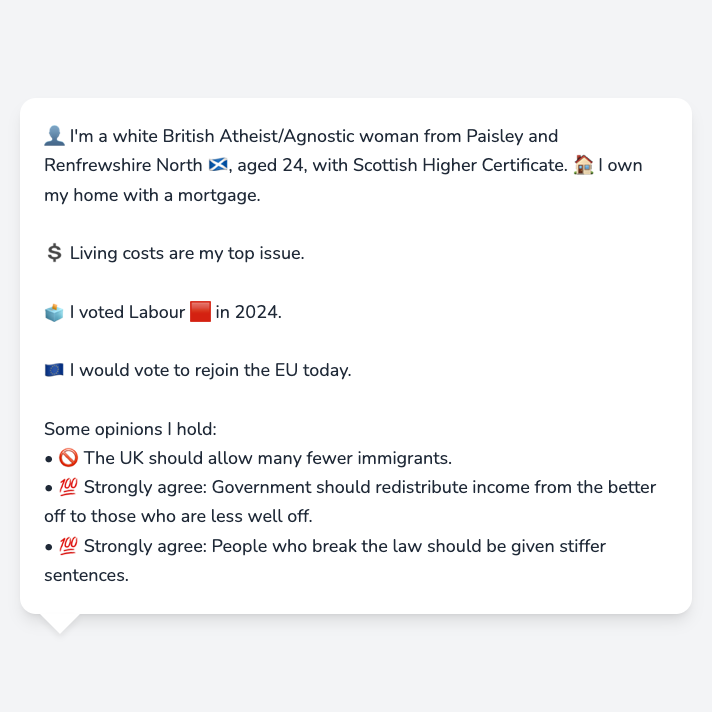 👤 I'm a white British Atheist/Agnostic woman from Paisley and
Renfrewshire North 🏴󠁧󠁢󠁳󠁣󠁴󠁿, aged 24, with Scottish Higher Certificate. 🏠 I own
my home with a mortgage.
💲 Living costs are my top issue.
🗳️ I voted Labour 🟥 in 2024.
🇪🇺 I would vote to rejoin the EU today.
Some opinions I hold:
• 🚫 The UK should allow many fewer immigrants.
• 💯 Strongly agree: Government should redistribute income from the better
off to those who are less well off.
• 💯 Strongly agree: People who break the law should be given stiffer
sentences.